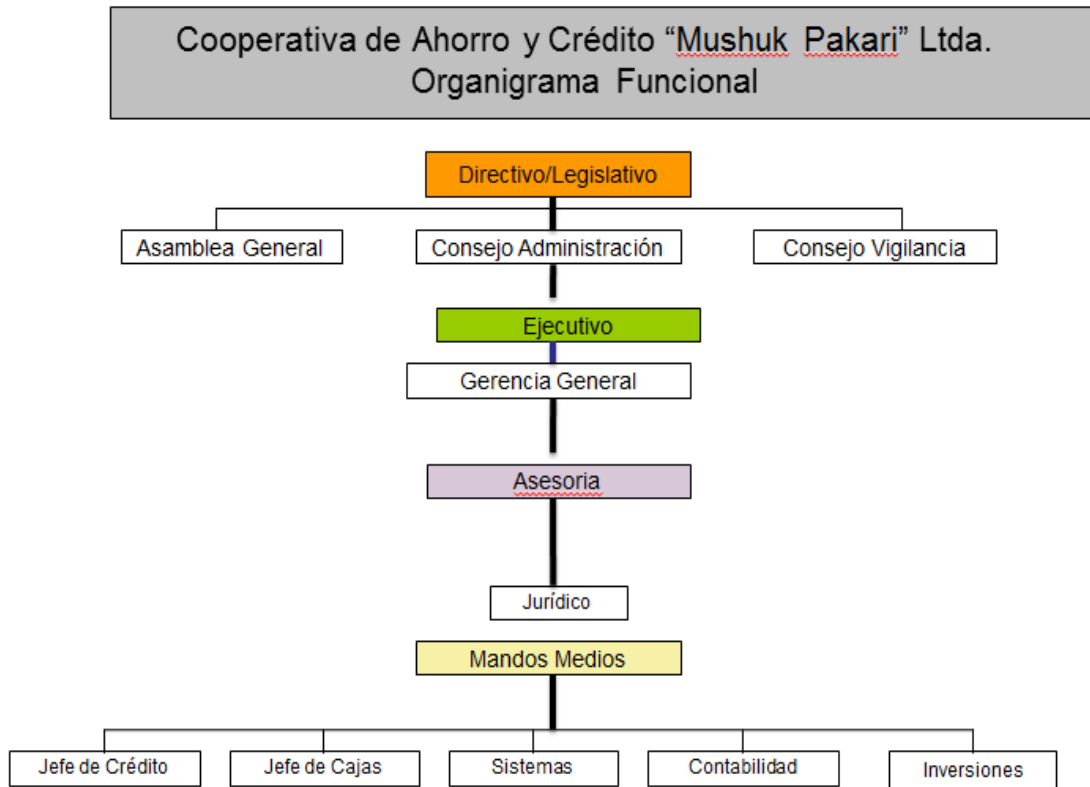 Cooperativa de Ahorro y Crédito “Mushuk Pakari” Ltda.
Organigrama Funcional
Directivo/Legislativo
Asamblea General
Consejo Administración
Consejo Vigilancia
Ejecutivo
Gerencia General
Asesoria
Jurídico
Mandos Medios
Jefe de Crédito
Jefe de Cajas
Sistemas
Contabilidad
Inversiones